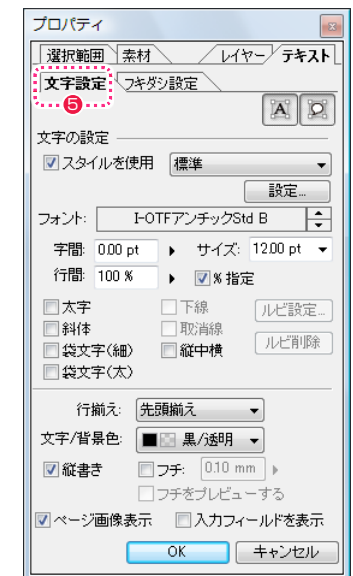 プロパティ
選択範囲 素材 レイヤー テキスト
文字設定 フキダシ設定
5
A
文字の設定
スタイルを使用 標準
設定...
フォント: I-OTFアンチックStd B
字間: 0.00 pt サイズ: 12.00 pt
行間: 100 % % 指定
太字 下線 ルビ設定...
斜体 取消線
袋文字(細) 縦中横 ルビ削除
袋文字(太)
行揃え: 先頭揃え
文字/背景色: 黒/透明
縦書き フチ: 0.10 mm
フチをプレビューする
ページ画像表示 入力フィールドを表示
OK キャンセル